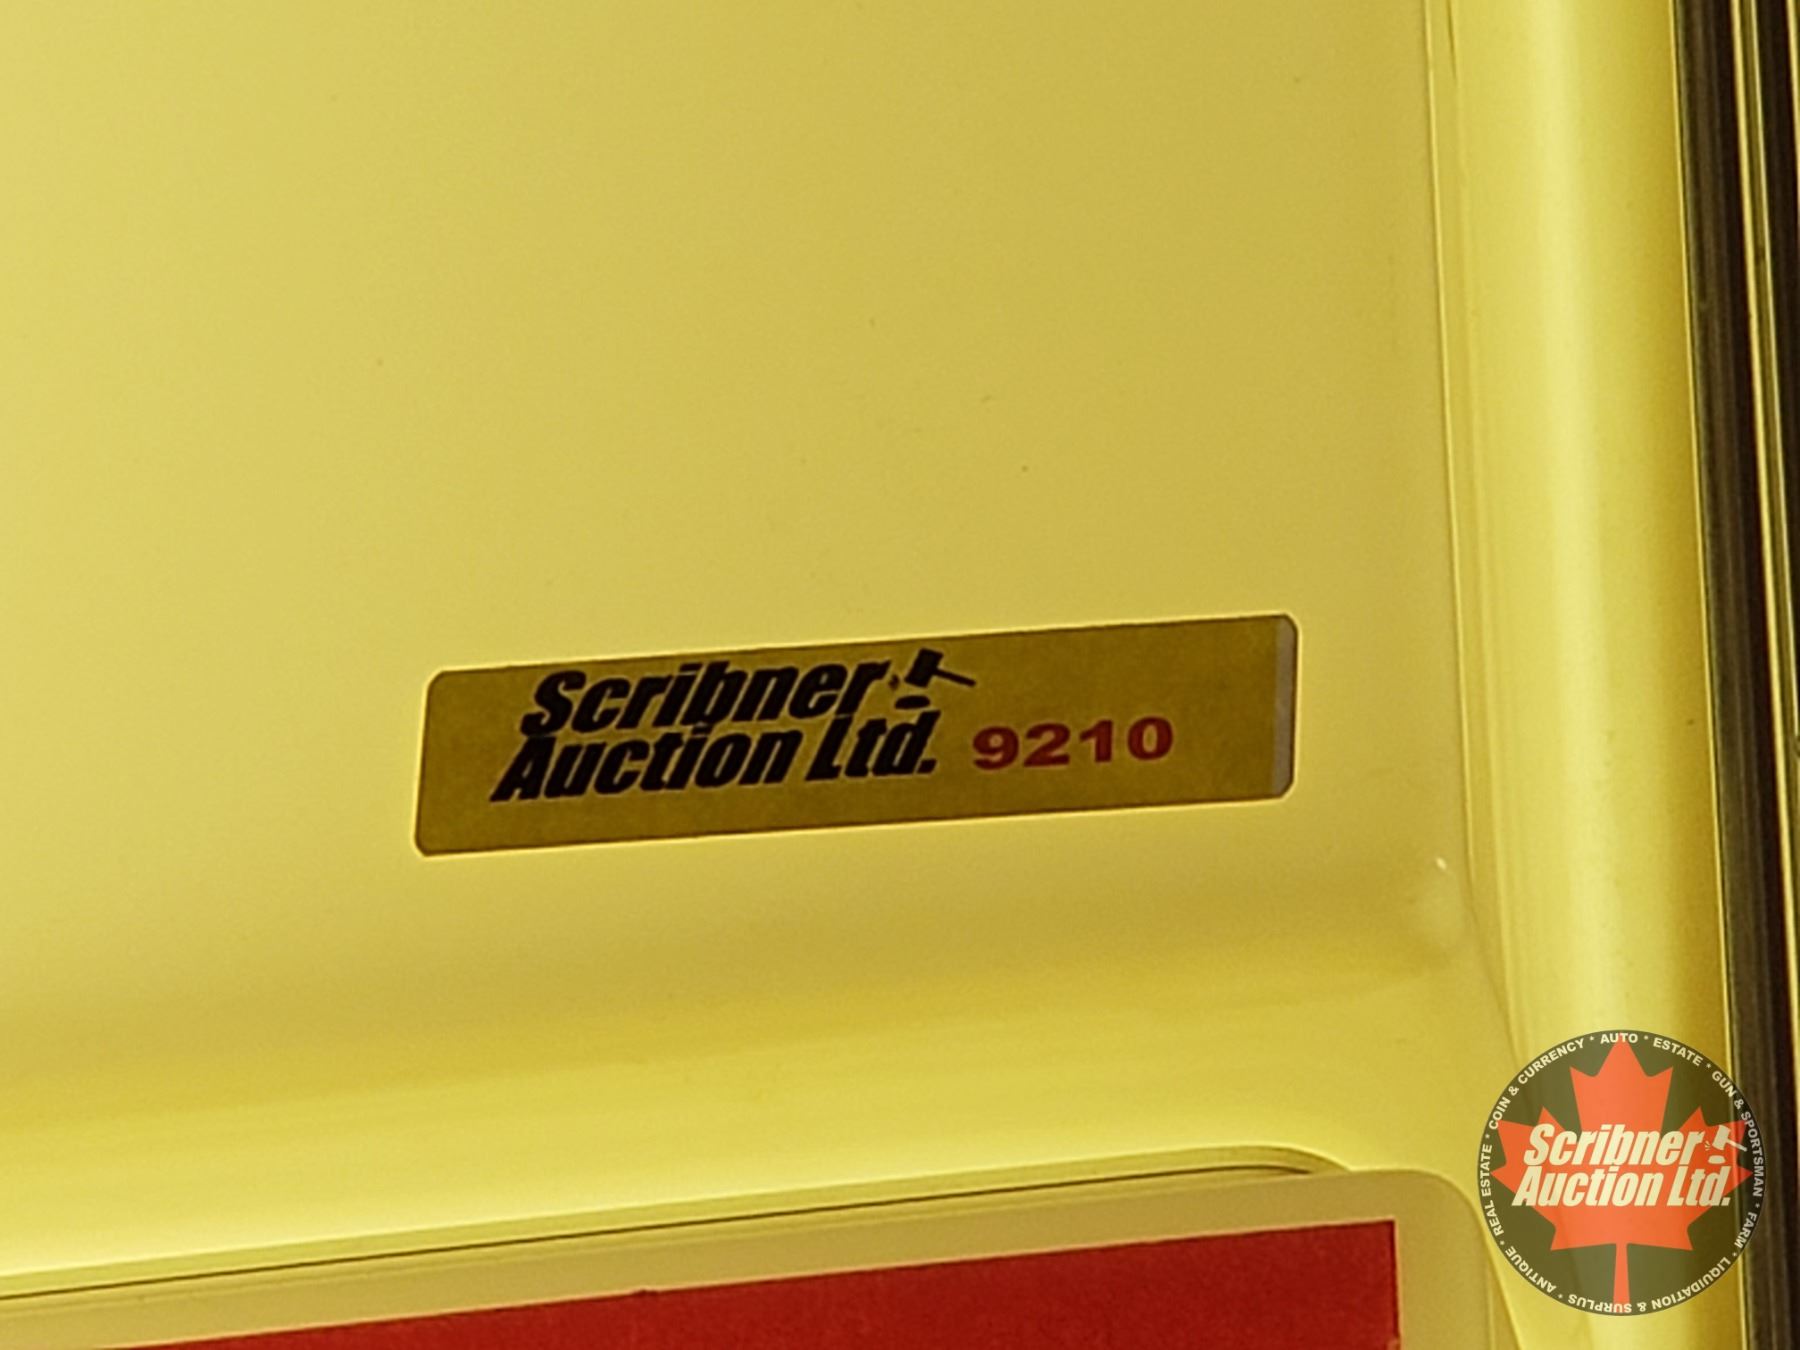 Scribner
Auction Ltd. 9210
COIN & CURRENCY * AUTO * ESTATE * GUN & SPORTSMAN * FARM * LIQUIDATION & SURPLUS * ANTIQUE * REAL ESTATE *
Scribner
Auction Ltd.